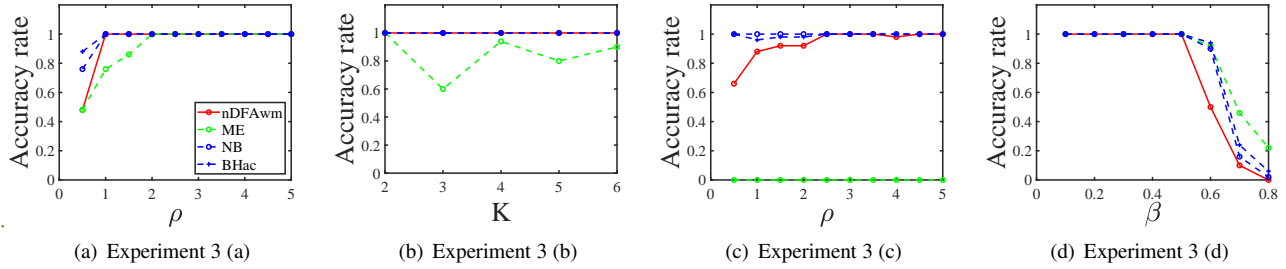 Accuracy rate
1
0.8
0.6
0.4
0.2
0
nDFAwm
ME
NB
BHac
0 1 2 3 4 5
ρ
(a) Experiment 3 (a)
Accuracy rate
1
0.8
0.6
0.4
0.2
0
2 3 4 5 6
K
(b) Experiment 3 (b)
Accuracy rate
1
0.8
0.6
0.4
0.2
0
0 1 2 3 4 5
ρ
(c) Experiment 3 (c)
Accuracy rate
1
0.8
0.6
0.4
0.2
0
0 0.2 0.4 0.6 0.8
β
(d) Experiment 3 (d)